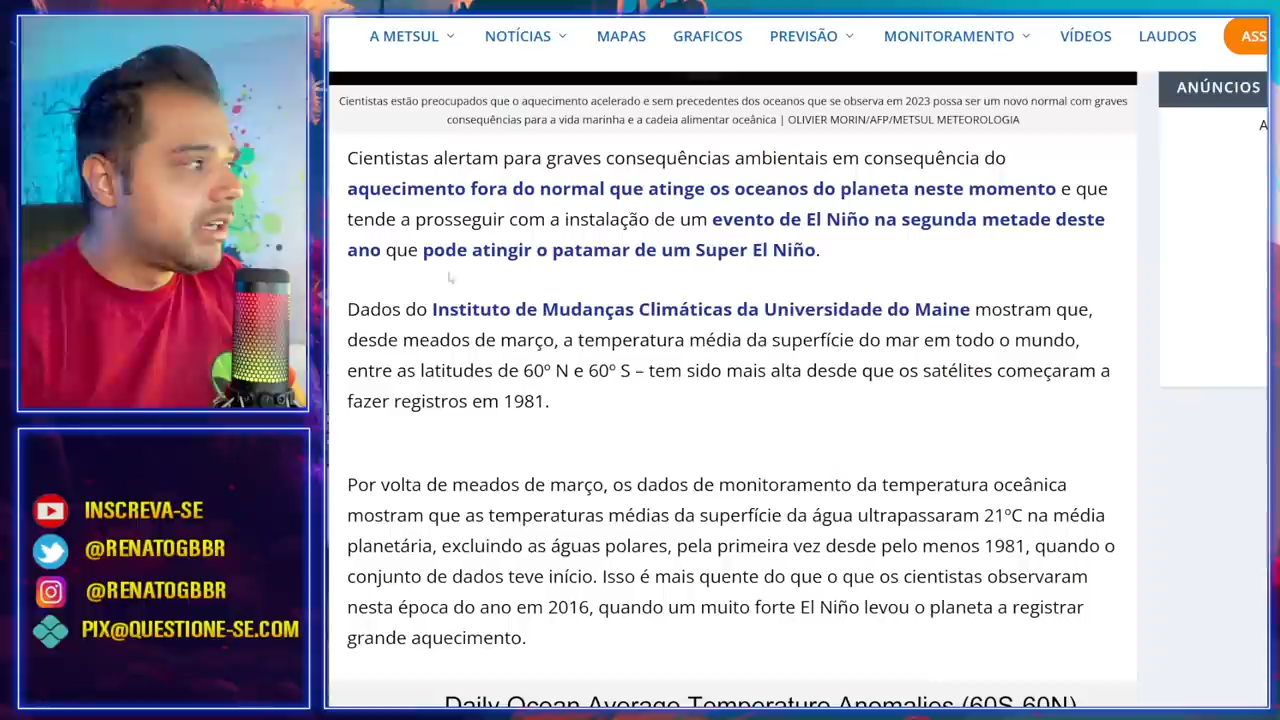 A METSUL
NOTÍCIAS
MAPAS
GRAFICOS
PREVISÃO
MONITORAMENTO
VÍDEOS
LAUDOS
ASS
Cientistas estão preocupados que o aquecimento acelerado e sem precedentes dos oceanos que se observa em 2023 possa ser um novo normal com graves
consequências para a vida marinha e a cadeia alimentar oceânica | OLIVIER MORIN/AFP/METSUL METEOROLOGIA
ANÚNCIOS
A
Cientistas alertam para graves consequências ambientais em consequência do
aquecimento fora do normal que atinge os oceanos do planeta neste momento e que
tende a prosseguir com a instalação de um evento de El Niño na segunda metade deste
ano que pode atingir o patamar de um Super El Niño.
Dados do Instituto de Mudanças Climáticas da Universidade do Maine mostram que,
desde meados de março, a temperatura média da superfície do mar em todo o mundo,
entre as latitudes de 60º N e 60º S – tem sido mais alta desde que os satélites começaram a
fazer registros em 1981.
Por volta de meados de março, os dados de monitoramento da temperatura oceânica
mostram que as temperaturas médias da superfície da água ultrapassaram 21ºC na média
planetária, excluindo as águas polares, pela primeira vez desde pelo menos 1981, quando o
conjunto de dados teve início. Isso é mais quente do que o que os cientistas observaram
nesta época do ano em 2016, quando um muito forte El Niño levou o planeta a registrar
grande aquecimento.
Daily Ocean Average Temperature Anomalies (60S-60N)
INSCREVA-SE
@RENATOGBBR
@RENATOGBBR
PIX@QUESTIONE-SE.COM